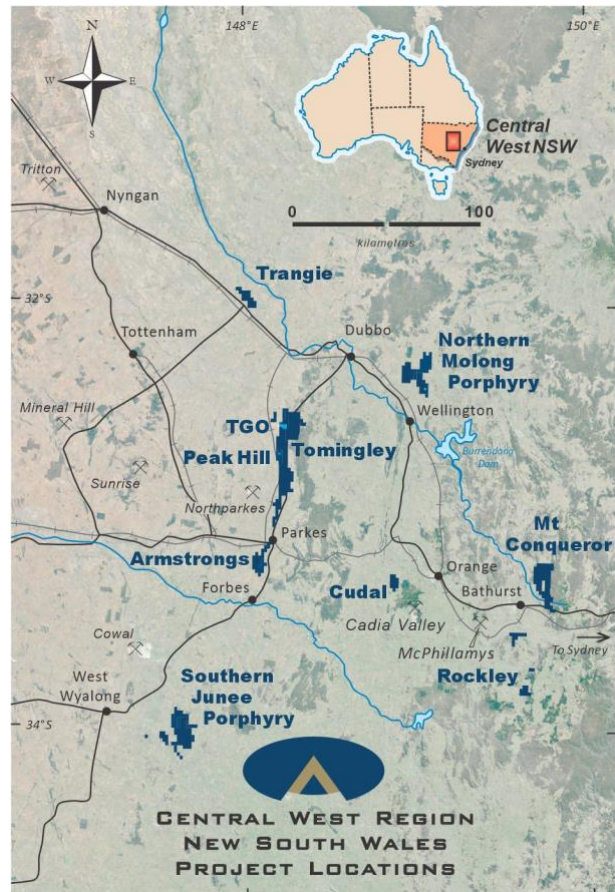 148°E
150°E
N
W
E
S
Central
West NSW
Sydney
Tritton
Nyngan
0
100
kilometres
Trangie
32°S
Tottenham
Dubbo
Northern
Molong
Porphyry
Mineral Hill
TGO
Wellington
Peak Hill
Tomingley
Burrendong
Dam
Sunrise
Northparkes
Parkes
Mt
Conqueror
Armstrongs
Orange
Cudal
Bathurst
Forbes
Cadia Valley
Cowal
McPhillamys
To Sydney
West
Wyalong
Southern
Junee
Porphyry
Rockley
34°S
CENTRAL WEST REGION
NEW SOUTH WALES
PROJECT LOCATIONS